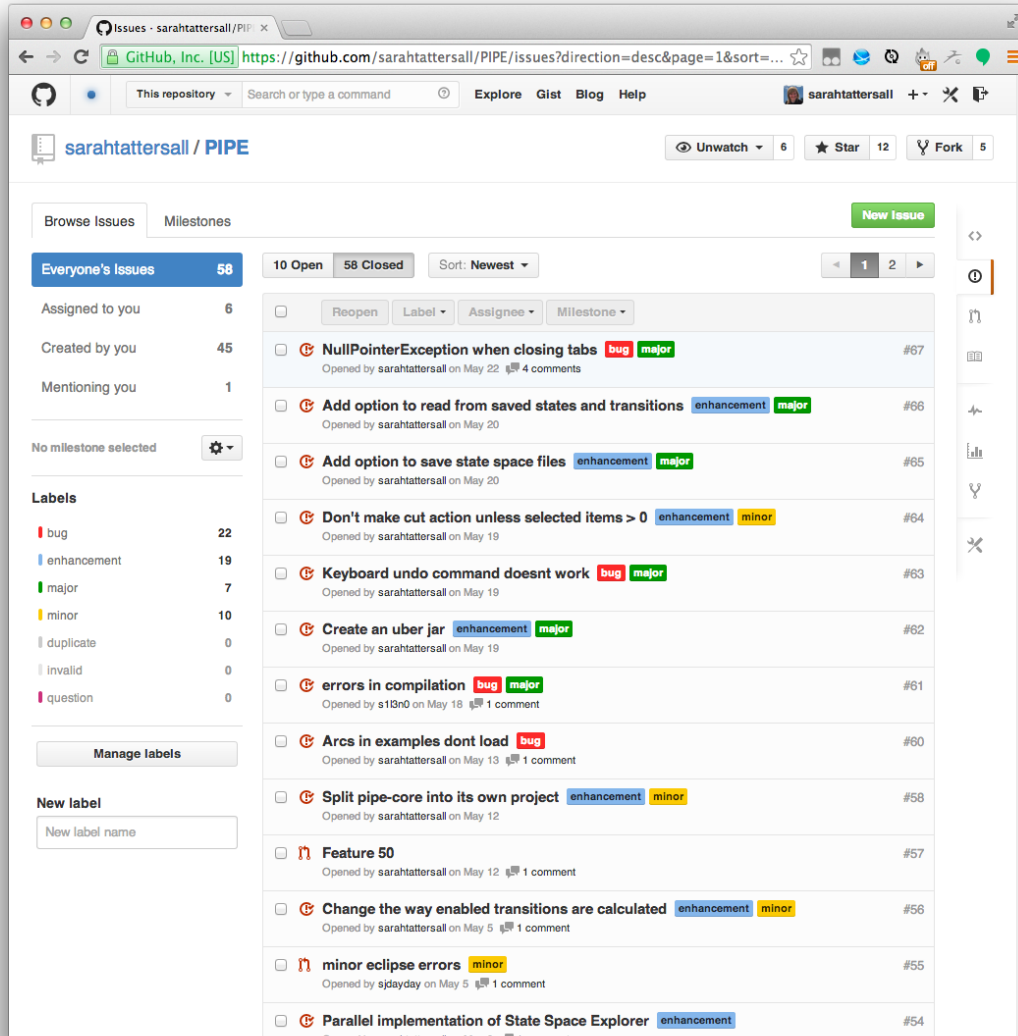 Issues - sarahtattersall/PIP
GitHub, Inc. [US] https://github.com/sarahtattersall/PIPE/issues?direction=desc&page=1&sort=...
off
This repository Search or type a command Explore Gist Blog Help sarahtattersall
sarahtattersall / PIPE Unwatch 6 Star 12 Fork 5
Browse Issues Milestones New Issue
Everyone's Issues 58
Assigned to you 6
Created by you 45
Mentioning you 1
No milestone selected
Labels
bug 22
enhancement 19
major 7
minor 10
duplicate 0
invalid 0
question 0
Manage labels
New label
New label name
10 Open 58 Closed Sort: Newest 1 2
Reopen Label Assignee Milestone
NullPointerException when closing tabs bug major #67
Opened by sarahtattersall on May 22 4 comments
Add option to read from saved states and transitions enhancement major #66
Opened by sarahtattersall on May 20
Add option to save state space files enhancement major #65
Opened by sarahtattersall on May 20
Don't make cut action unless selected items > 0 enhancement minor #64
Opened by sarahtattersall on May 19
Keyboard undo command doesnt work bug major #63
Opened by sarahtattersall on May 19
Create an uber jar enhancement major #62
Opened by sarahtattersall on May 19
errors in compilation bug major #61
Opened by s1l3n0 on May 18 1 comment
Arcs in examples dont load bug #60
Opened by sarahtattersall on May 13 1 comment
Split pipe-core into its own project enhancement minor #58
Opened by sarahtattersall on May 12
Feature 50 #57
Opened by sarahtattersall on May 12 1 comment
Change the way enabled transitions are calculated enhancement minor #56
Opened by sarahtattersall on May 5 1 comment
minor eclipse errors minor #55
Opened by sjdayday on May 5 1 comment
Parallel implementation of State Space Explorer enhancement #54